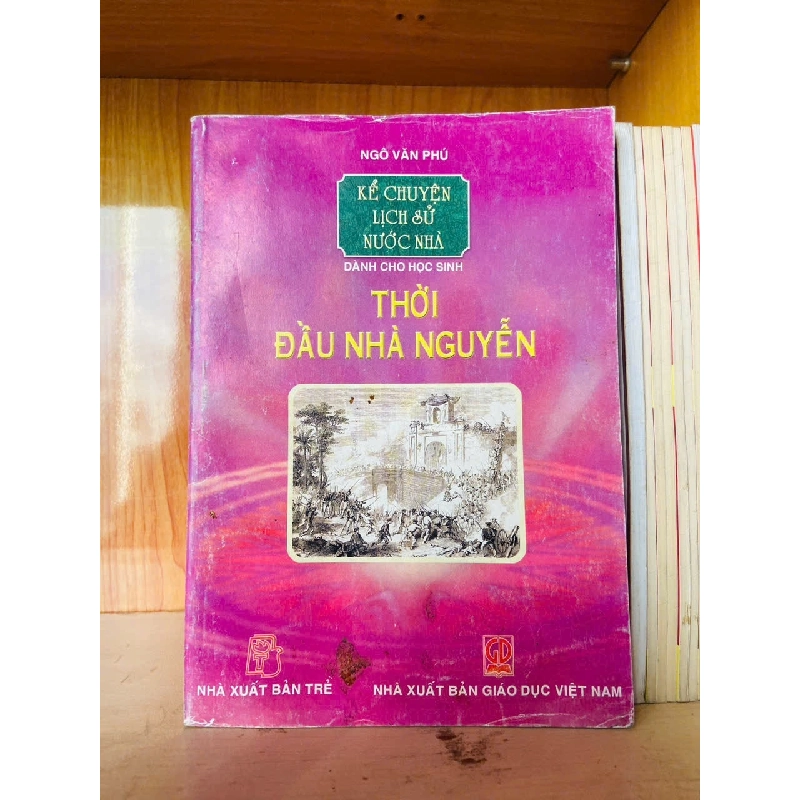 NGÔ VĂN PHÚ
KỂ CHUYỆN
LỊCH SỬ
NƯỚC NHÀ
DÀNH CHO HỌC SINH
THỜI
ĐẦU NHÀ NGUYỄN
GD
NHÀ XUẤT BẢN TRẺ
NHÀ XUẤT BẢN GIÁO DỤC VIỆT NAM